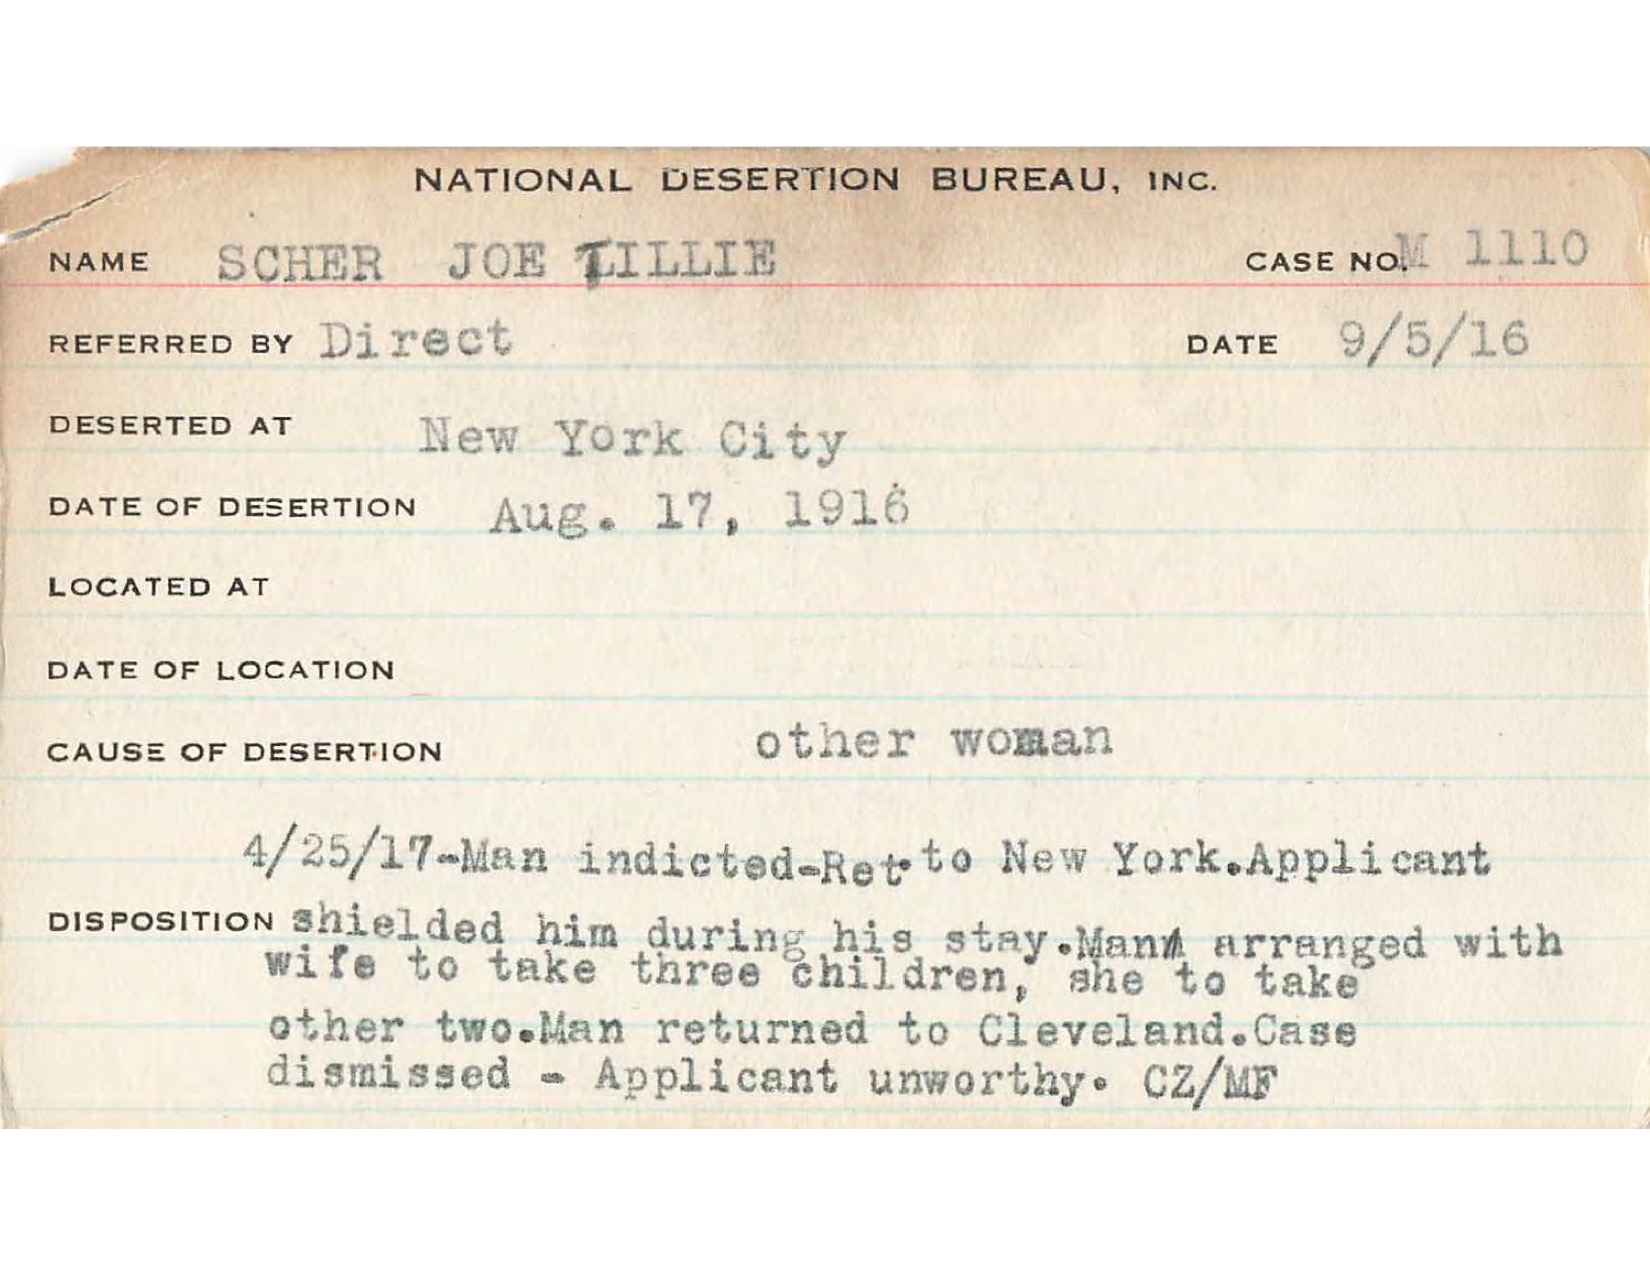 NATIONAL DESERTION BUREAU, INC.
NAME SCHER JOE TILLIE CASE NO. M 1110
REFERRED BY Direct DATE 9/5/16
DESERTED AT New York City
DATE OF DESERTION Aug. 17, 1916
LOCATED AT
DATE OF LOCATION
CAUSE OF DESERTION other woman
4/25/17-Man indicted-Ret. to New York.Applicant
DISPOSITION shielded him during his stay.Man arranged with
wife to take three children, she to take
other two.Man returned to Cleveland.Case
dismissed - Applicant unworthy. CZ/MF